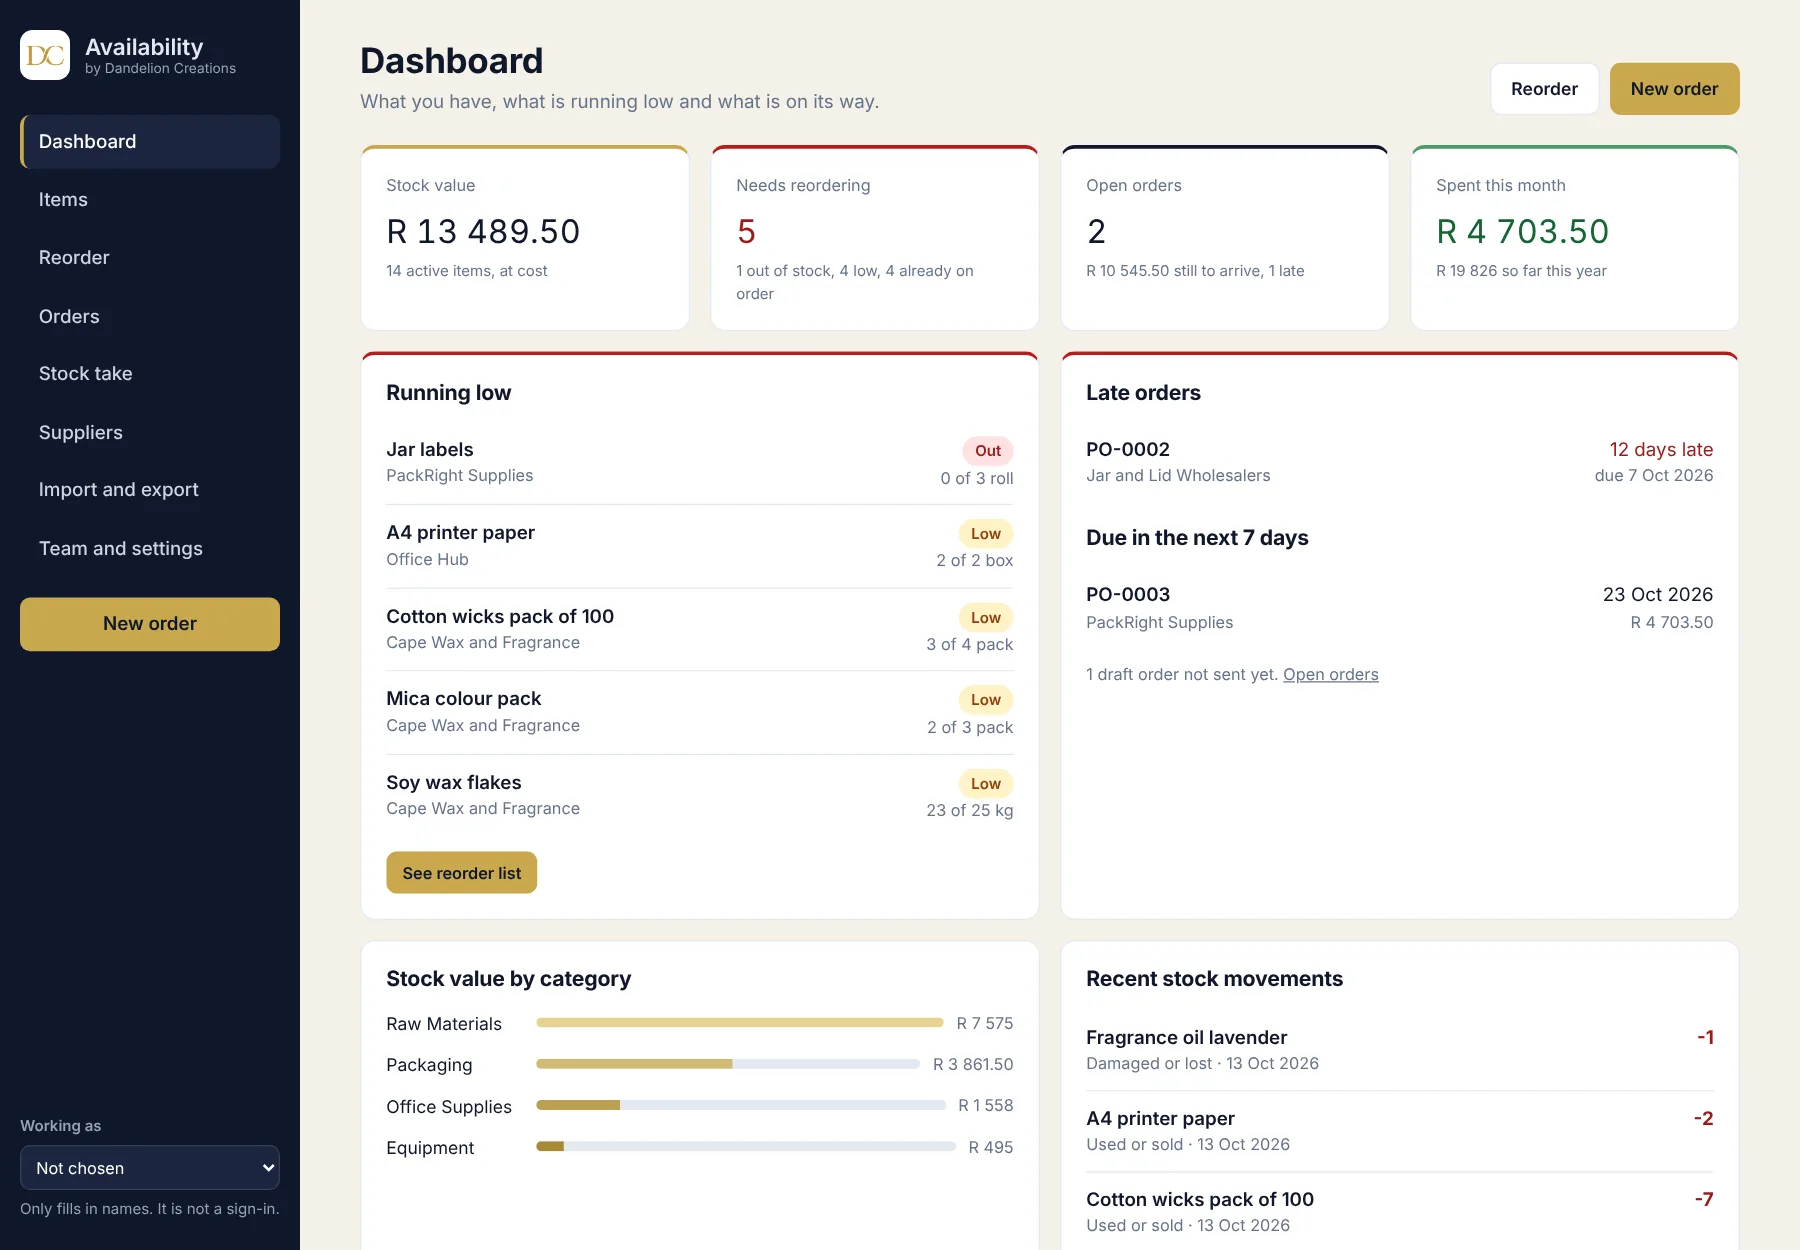 DC
Availability
by Dandelion Creations
Dashboard
Items
Reorder
Orders
Stock take
Suppliers
Import and export
Team and settings
New order
Working as
Not chosen
Only fills in names. It is not a sign-in.
Dashboard
What you have, what is running low and what is on its way.
Reorder
New order
Stock value
R 13 489.50
14 active items, at cost
Needs reordering
5
1 out of stock, 4 low, 4 already on
order
Open orders
2
R 10 545.50 still to arrive, 1 late
Spent this month
R 4 703.50
R 19 826 so far this year
Running low
Jar labels
Out
PackRight Supplies
0 of 3 roll
A4 printer paper
Low
Office Hub
2 of 2 box
Cotton wicks pack of 100
Low
Cape Wax and Fragrance
3 of 4 pack
Mica colour pack
Low
Cape Wax and Fragrance
2 of 3 pack
Soy wax flakes
Low
Cape Wax and Fragrance
23 of 25 kg
See reorder list
Late orders
PO-0002
12 days late
Jar and Lid Wholesalers
due 7 Oct 2026
Due in the next 7 days
PO-0003
23 Oct 2026
PackRight Supplies
R 4 703.50
1 draft order not sent yet. Open orders
Stock value by category
Raw Materials
R 7 575
Packaging
R 3 861.50
Office Supplies
R 1 558
Equipment
R 495
Recent stock movements
Fragrance oil lavender
-1
Damaged or lost · 13 Oct 2026
A4 printer paper
-2
Used or sold · 13 Oct 2026
Cotton wicks pack of 100
-7
Used or sold · 13 Oct 2026